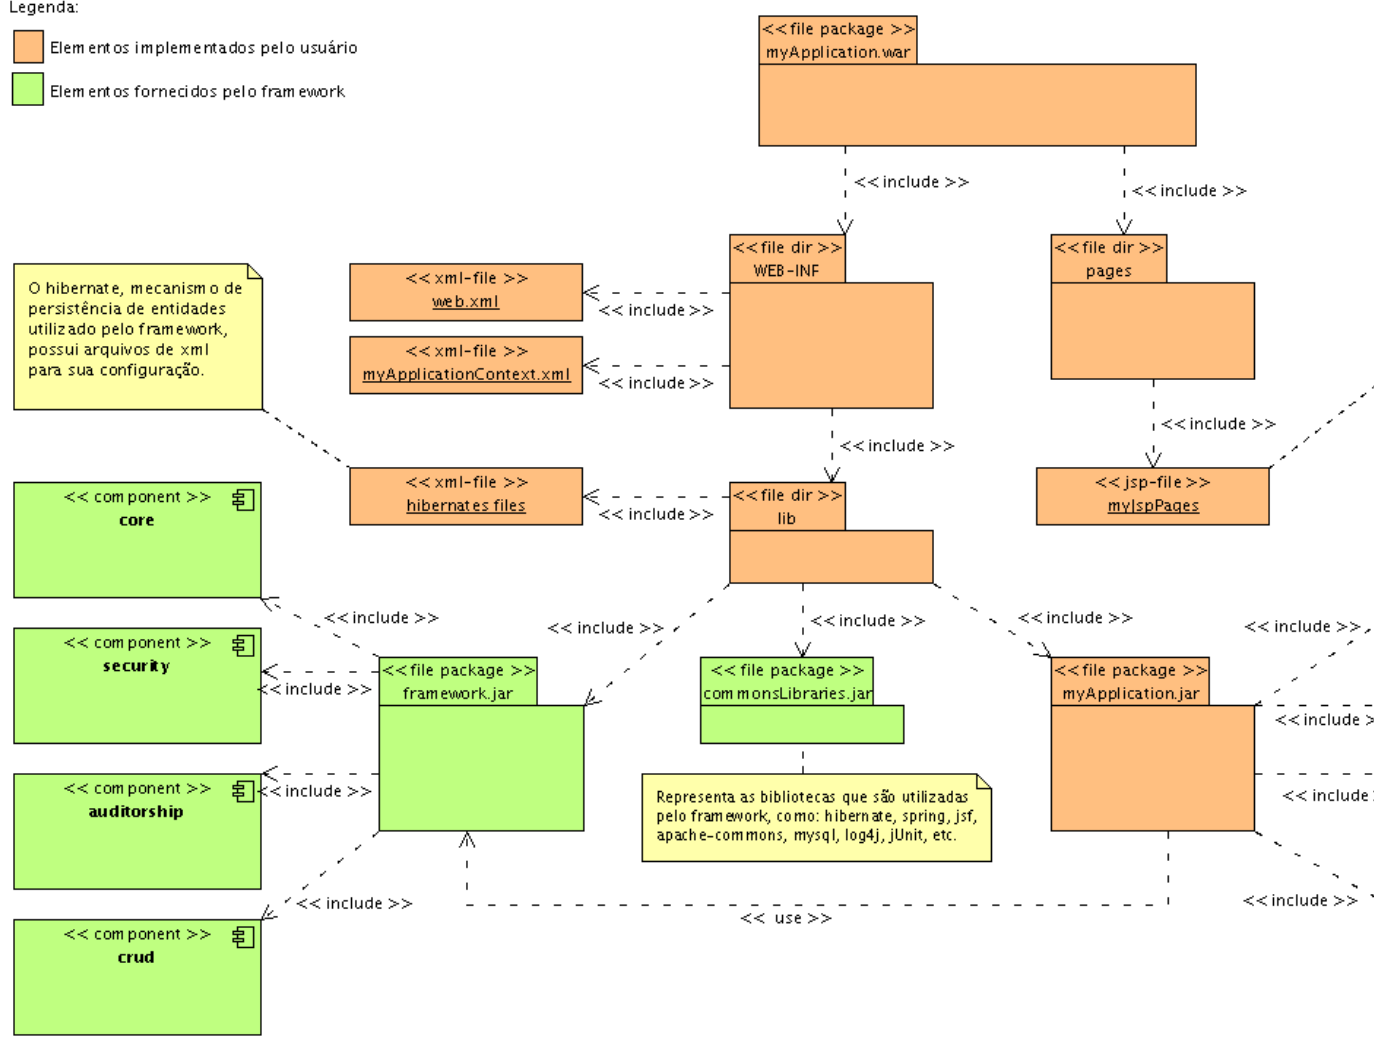 Legenda:
Elementos implementados pelo usuário
Elementos fornecidos pelo framework
<<file package >>
myApplication.war
<< include >>
<< include >>
<<file dir >>
WEB-INF
<<file dir >>
pages
O hibernate, mecanismo de
persistência de entidades
utilizado pelo framework,
possui arquivos de xml
para sua configuração.
<< xml-file >>
web.xml
<< include >>
<< xml-file >>
myApplicationContext.xml
<< include >>
<< include >>
<< include >>
<< xml-file >>
hibernates files
<< include >>
<<file dir >>
lib
<< jsp-file >>
myJspPages
<< component >>
core
<< include >>
<< include >>
<< include >>
<< include >>
<< include >>
<< component >>
security
<< include >>
<<file package >>
framework.jar
<<file package >>
commonsLibraries.jar
<<file package >>
myApplication.jar
<< include >
<< component >>
auditorship
<< include >>
Representa as bibliotecas que são utilizadas
pelo framework, como: hibernate, spring, jsf,
apache-commons, mysql, log4j, jUnit, etc.
<< include
<< include >>
<< use >>
<< include >>
<< component >>
crud